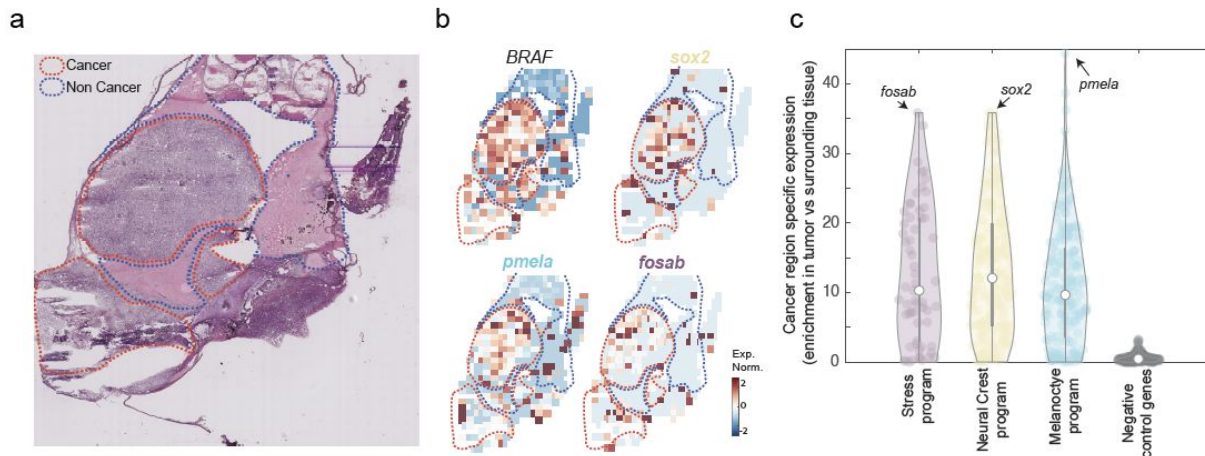 a
Cancer
Non Cancer
b
BRAF
sox2
pmela
fosab
Exp.
Norm.
2
0
-2
c
Cancer region specific expression
(enrichment in tumor vs surrounding tissue)
40
30
20
10
0
fosab
sox2
pmela
Stress
program
Neural Crest
program
Melanoctye
program
Negative
control genes